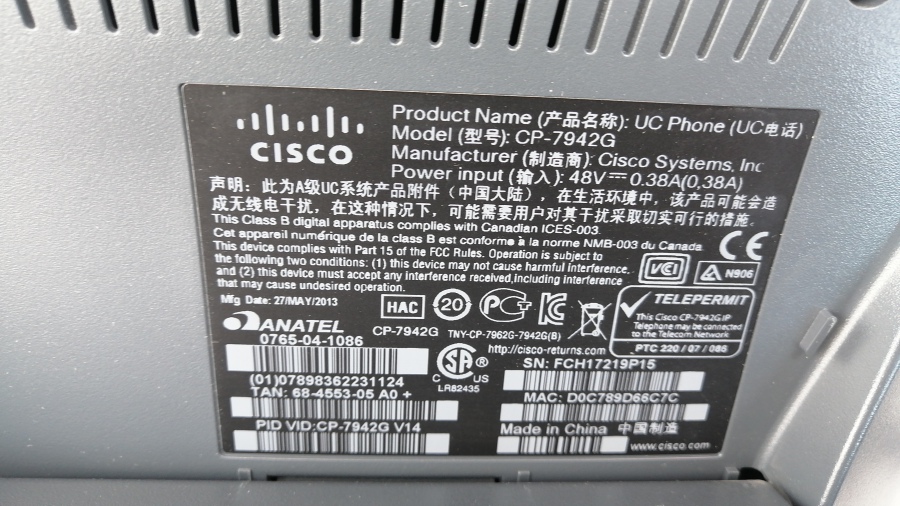 CISCO
Product Name (产品名称): UC Phone (UC电话)
Model (型号): CP-7942G
Manufacturer (制造商): Cisco Systems, Inc
Power input (输入): 48V⎓0.38A(0.38A)
声明：此为A级UC系统产品附件（中国大陆），在生活环境中，该产品可能会造
成无线电干扰，在这种情况下，可能需要用户对其干扰采取切实可行的措施。
This Class B digital apparatus complies with Canadian ICES-003.
Cet appareil numérique de la class B est conforme à la norme NMB-003 du Canada
This device complies with Part 15 of the FCC Rules. Operation is subject to
the following two conditions: (1) this device may not cause harmful interference,
and (2) this device must accept any interference received,including interference
that may cause undesired operation.
CE
VCI
N906
Mfg Date: 27/MAY/2013
HAC
20
TELEPERMIT
This Cisco CP-7942G IP
Telephone may be connected
to the Telecom Network
PTC 220 / 07 / 086
ANATEL
CP-7942G
TNY-CP-7962G-7942G(B)
0765-04-1086
http://cisco-returns.com
SA
®
C US
LR82435
SN: FCH17219P15
(01)07898362231124
TAN: 68-4553-05 A0 +
MAC: D0C789D66C7C
PID VID:CP-7942G V14
Made in China 中国制造
www.cisco.com